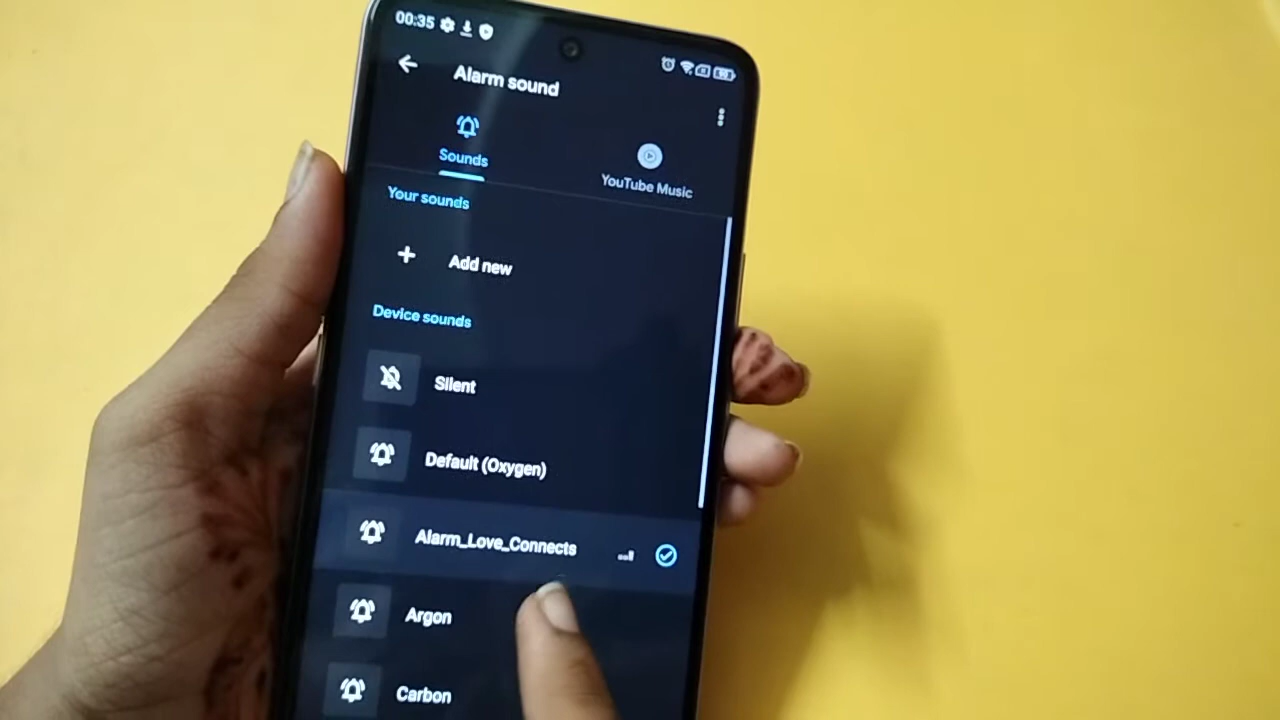 00:35
Alarm sound
Sounds
YouTube Music
Your sounds
Add new
Device sounds
Silent
Default (Oxygen)
Alarm_Love_Connects
Argon
Carbon